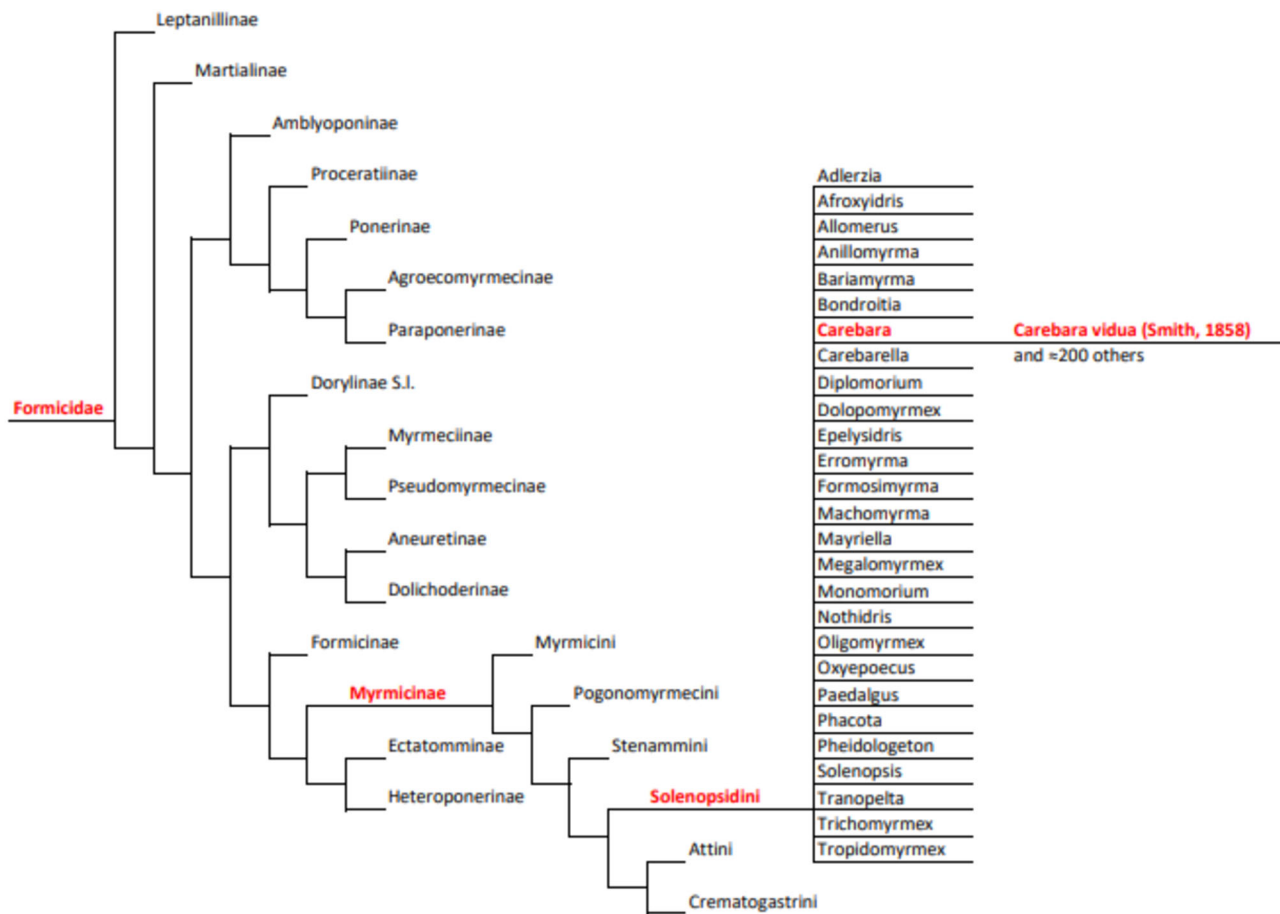 Leptanillinae
Martialinae
Amblyoponinae
Proceratiinae
Ponerinae
Agroecomyrmecinae
Paraponerinae
Dorylinae S.l.
Formicidae
Myrmeciinae
Pseudomyrmecinae
Aneuretinae
Dolichoderinae
Formicinae
Myrmicinae
Ectatomminae
Heteroponerinae
Myrmicini
Pogonomyrmecini
Stenammini
Solenopsidini
Attini
Crematogastrini
Adlerzia
Afroxyidris
Allomerus
Anillomyrma
Bariamyrma
Bondroitia
Carebara
Carebarella
Diplomorium
Dolopomyrmex
Epelysidris
Erromyrma
Formosimyrma
Machomyrma
Mayriella
Megalomyrmex
Monomorium
Nothidris
Oligomyrmex
Oxyepoecus
Paedalgus
Phacota
Pheidologeton
Solenopsis
Tranopelta
Trichomyrmex
Tropidomyrmex
Carebara vidua (Smith, 1858)
and ≈200 others